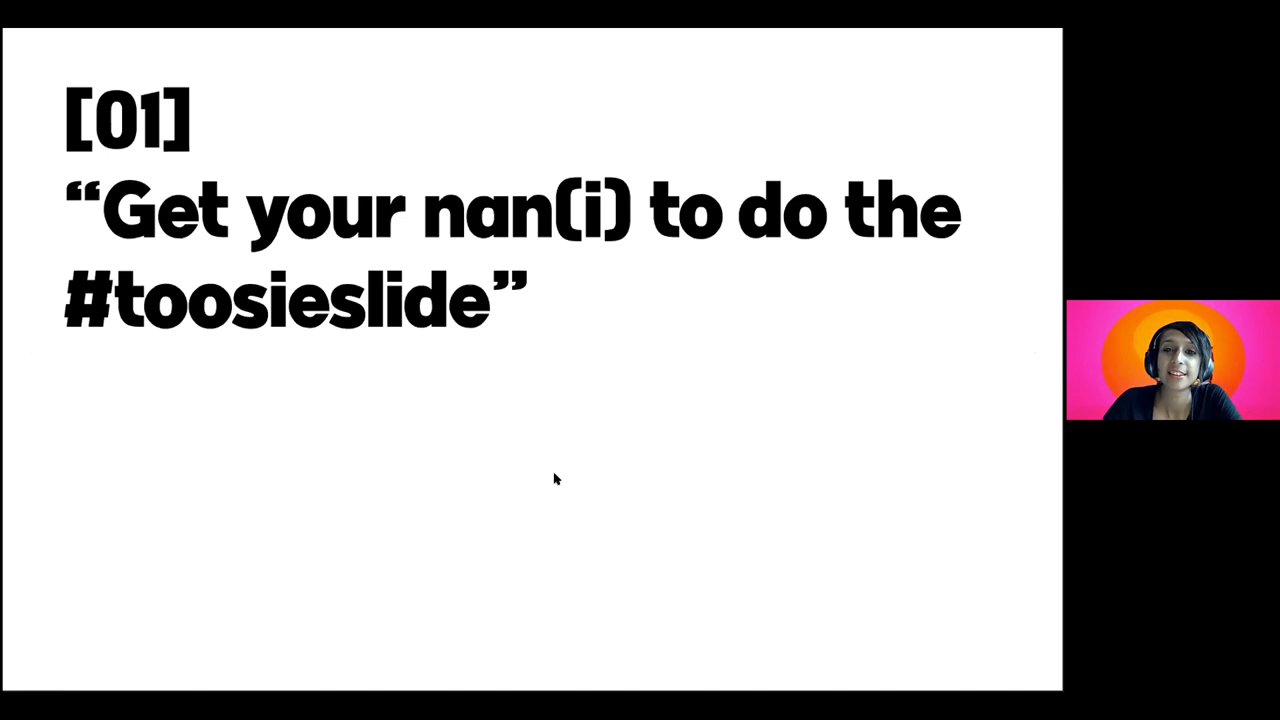 [01]
“Get your nan(i) to do the
#toosieslide”